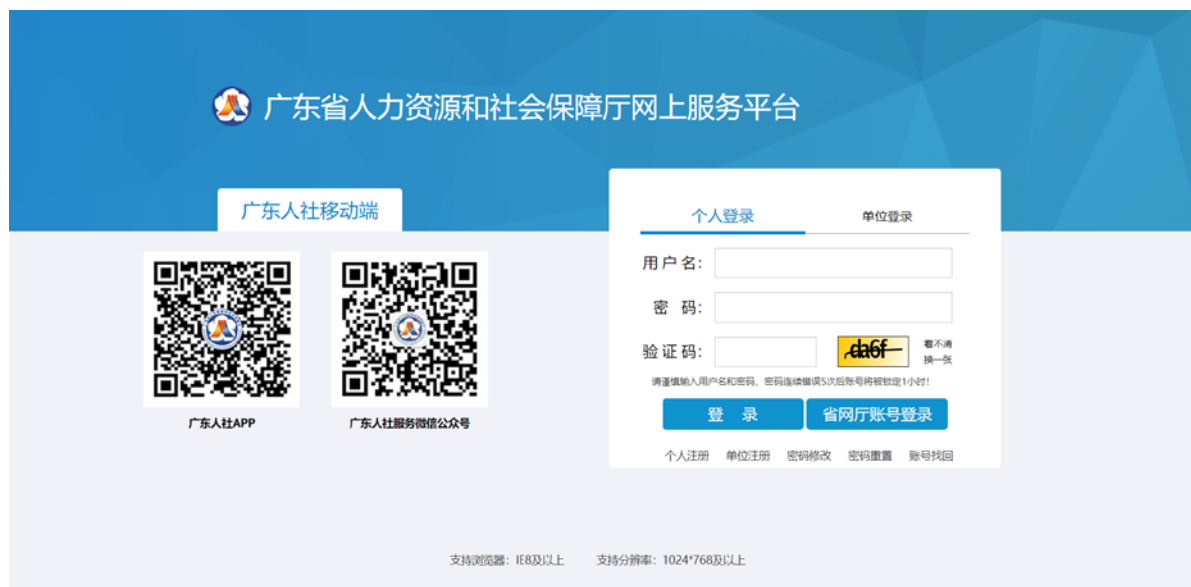 广东省人力资源和社会保障厅网上服务平台
广东人社移动端
广东人社APP
广东人社服务微信公众号
个人登录 单位登录
用户名:
密 码:
验证码:
da6f
看不清
换一张
请谨慎输入用户名和密码，密码连续错误5次后账号将被锁定1小时!
登 录 省网厅账号登录
个人注册 单位注册 密码修改 密码重置 账号找回
支持浏览器：IE8及以上 支持分辨率：1024*768及以上